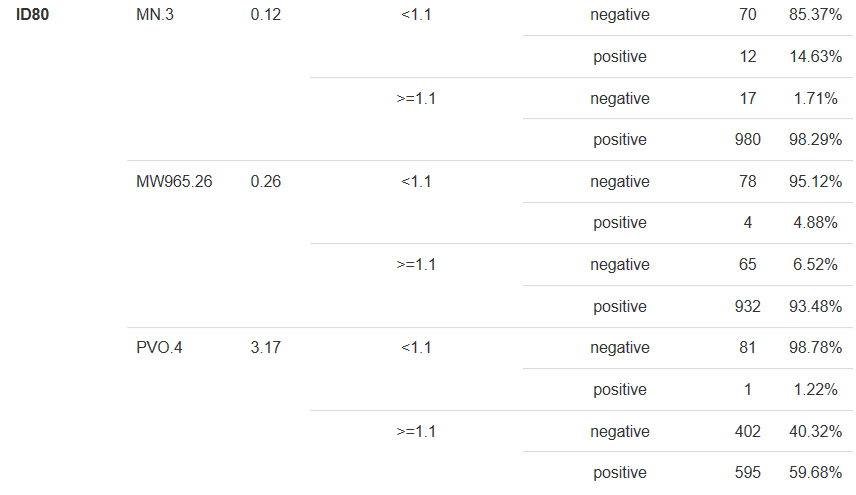 ID80 MN.3 0.12 <1.1 negative 70 85.37%
positive 12 14.63%
>=1.1 negative 17 1.71%
positive 980 98.29%
MW965.26 0.26 <1.1 negative 78 95.12%
positive 4 4.88%
>=1.1 negative 65 6.52%
positive 932 93.48%
PVO.4 3.17 <1.1 negative 81 98.78%
positive 1 1.22%
>=1.1 negative 402 40.32%
positive 595 59.68%